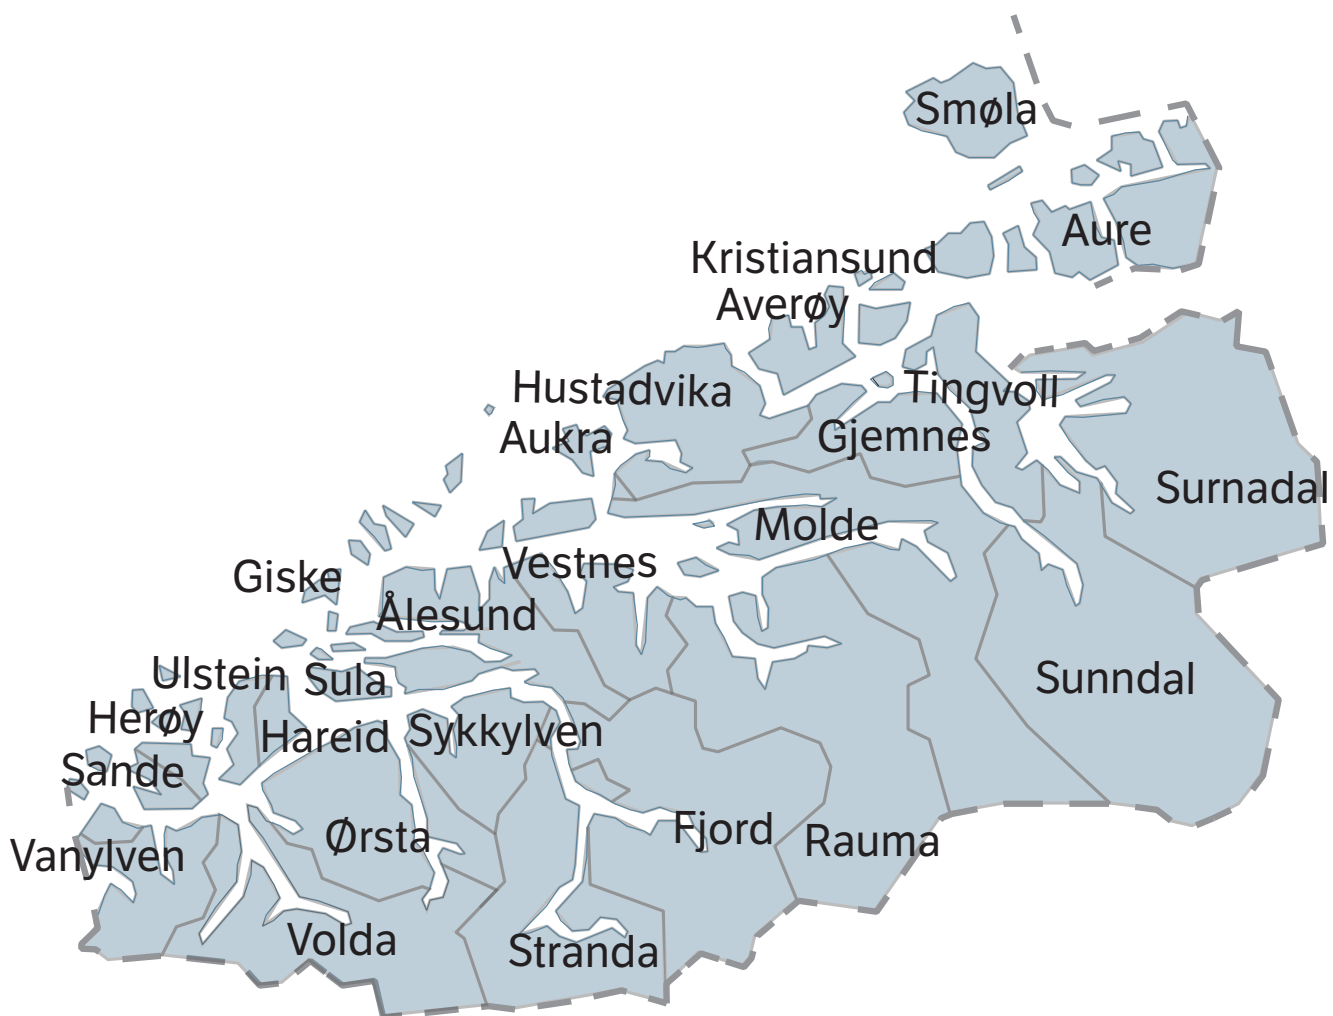 Smøla
Aure
Kristiansund
Averøy
Hustadvika
Tingvoll
Aukra
Gjemnes
Surnadal
Molde
Vestnes
Giske
Ålesund
Ulstein
Sula
Sunndal
Herøy
Hareid
Sykkylven
Sande
Ørsta
Fjord
Rauma
Vanylven
Volda
Stranda